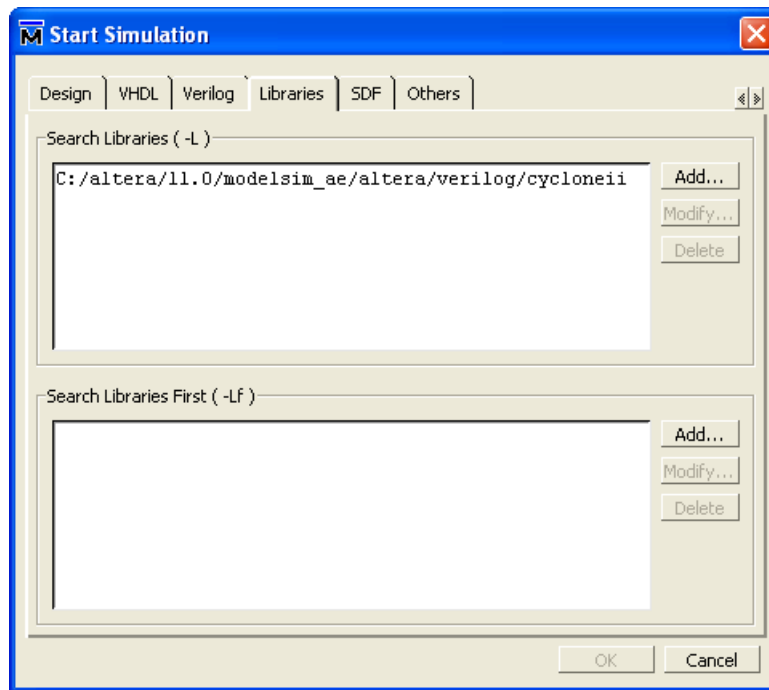 Start Simulation
Design VHDL Verilog Libraries SDF Others
Search Libraries ( -L )
C:/altera/11.0/modelsim_ae/altera/verilog/cycloneii
Add...
Modify...
Delete
Search Libraries First ( -Lf )
Add...
Modify...
Delete
OK Cancel